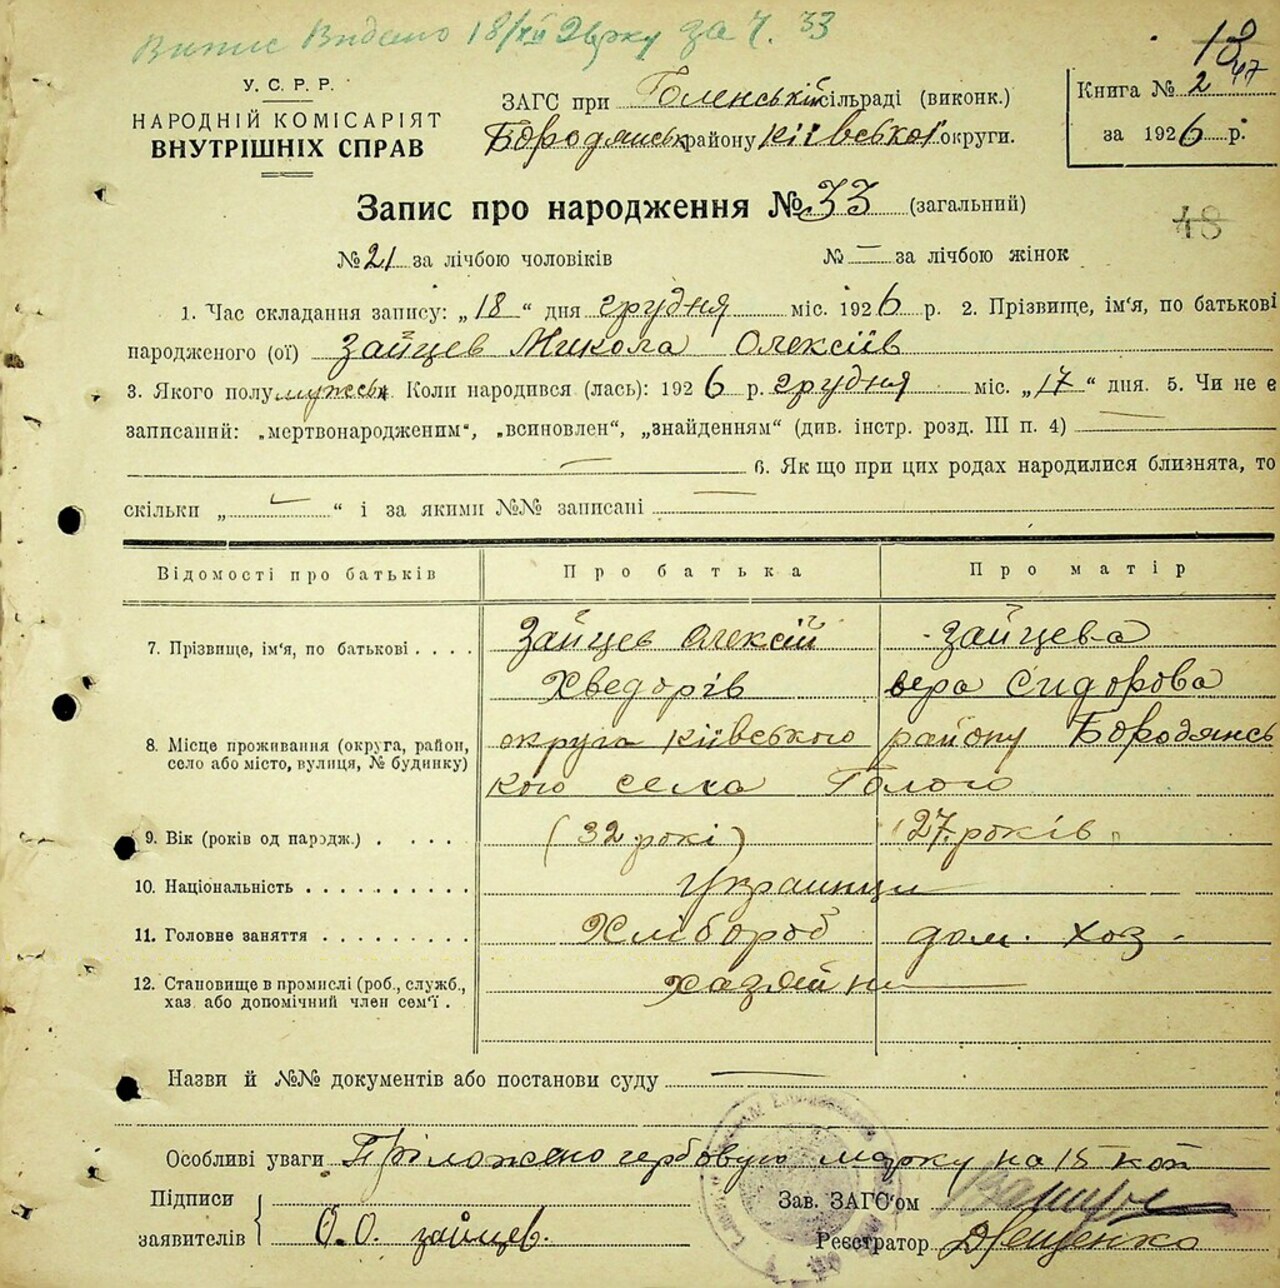 Випис Видано 18/XII 26 року за Ч. 33
У. С. Р. Р.
НАРОДНІЙ КОМІСАРІЯТ
ВНУТРІШНІХ СПРАВ
ЗАГС при Голенській сільраді (виконк.)
Бородянськ району Київської округи.
Книга № 2
за 1926 р.
47
Запис про народження № 33 (загальний)
48
№ 21 за лічбою чоловіків № — за лічбою жінок
1. Час складання запису: „18“ дня грудня міс. 1926 р. 2. Прізвище, ім'я, по батькові
народженого (ої) Зайцев Микола Олексіїв
3. Якого полу мужськ. Коли народився (лась): 1926 р. грудня міс. „17“ дня. 5. Чи не є
записаний: „мертвонародженим“, „всиновлен“, „знайденням“ (див. інстр. розд. III п. 4) —
— 6. Як що при цих родах народилися близнята, то
скільки „—“ і за якими №№ записані —
Відомості про батьків Про батька Про матір
7. Прізвище, ім'я, по батькові . . . . Зайцев Олексій Зайцева
Хведорів вера Сидорова
8. Місце проживання (округа, район, село або місто, вулиця, № будинку) округа Київського району Бородянсь
кого села Голого
9. Вік (років од народж.) . . . . (32 рокі) 27 років
10. Національність . . . . . . . . . . Украинци
11. Головне заняття . . . . . . . . . Хлібороб дом. хоз.
12. Становище в промислі (роб., служб., хаз. або допомічний член сем'ї . хазяйни
Назви й №№ документів або постанови суду —
Особливі уваги Пріложено гербовую марку на 15 коп
Підписи
заявителів О.О. зайцев.
Зав. ЗАГС'ом
Реєстратор